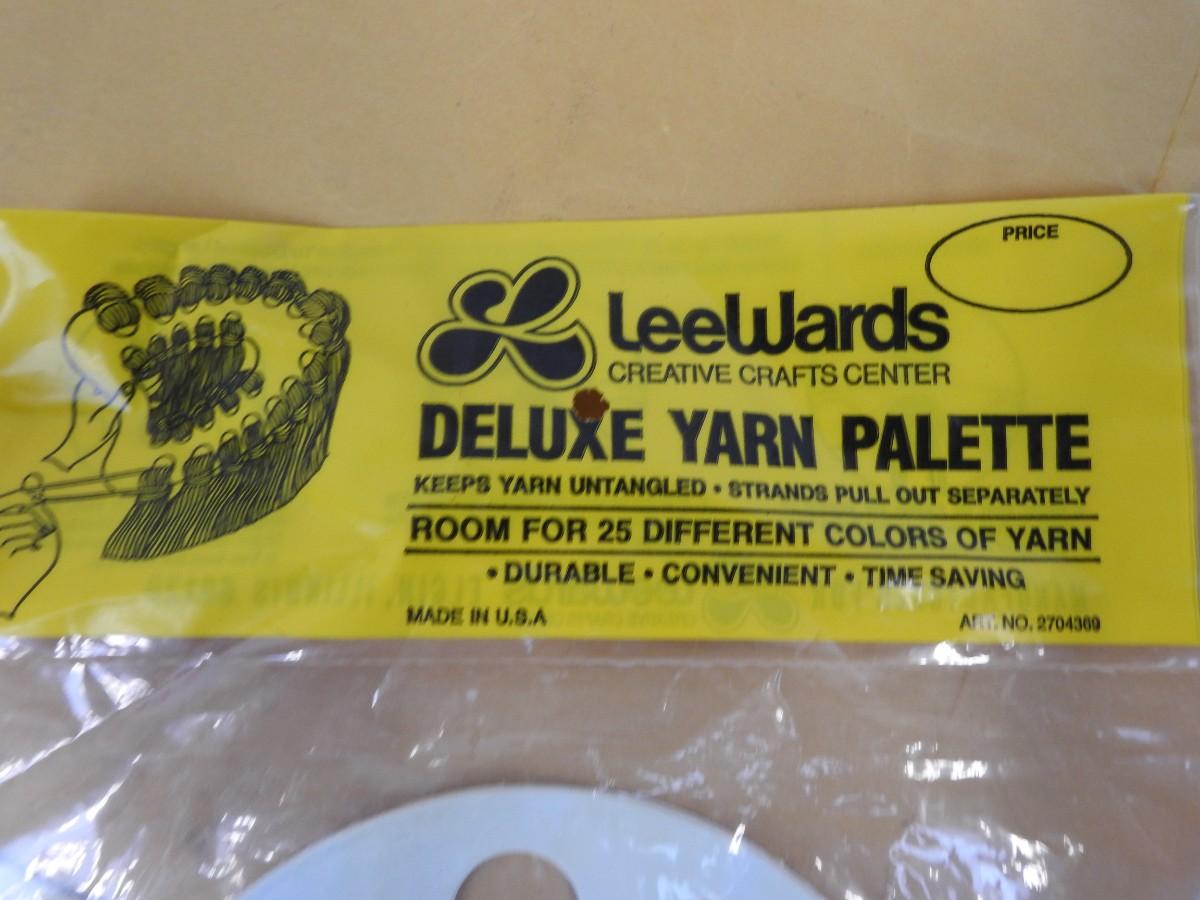 PRICE
LeeWards
CREATIVE CRAFTS CENTER
DELUXE YARN PALETTE
KEEPS YARN UNTANGLED • STRANDS PULL OUT SEPARATELY
ROOM FOR 25 DIFFERENT COLORS OF YARN
• DURABLE • CONVENIENT • TIME SAVING
MADE IN U.S.A
ART. NO. 2704369